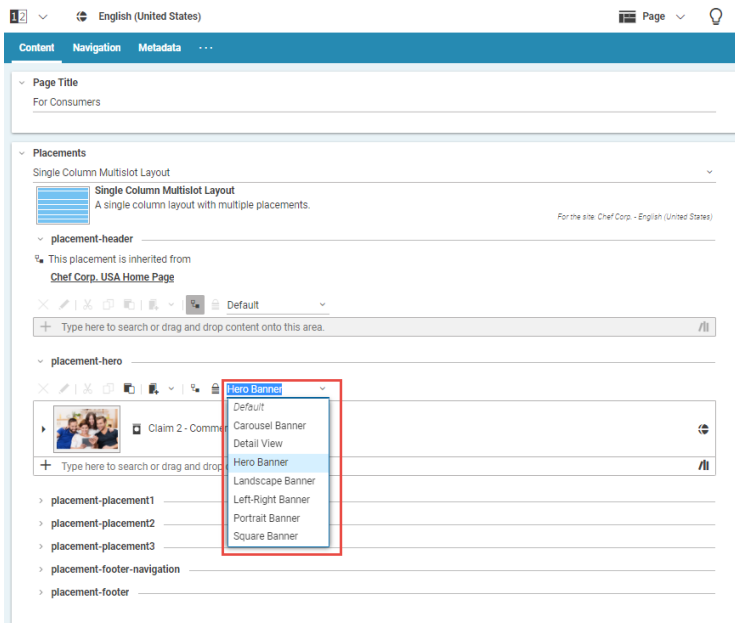 12 English (United States) Page
Content Navigation Metadata ···
Page Title
For Consumers
Placements
Single Column Multislot Layout
Single Column Multislot Layout
A single column layout with multiple placements.
For the site: Chef Corp. - English (United States)
placement-header
This placement is inherited from
Chef Corp. USA Home Page
Default
Type here to search or drag and drop content onto this area.
placement-hero
Hero Banner
Default
Carousel Banner
Detail View
Hero Banner
Landscape Banner
Left-Right Banner
Portrait Banner
Square Banner
Claim 2 - Comme
Type here to search or drag and drop
placement-placement1
placement-placement2
placement-placement3
placement-footer-navigation
placement-footer